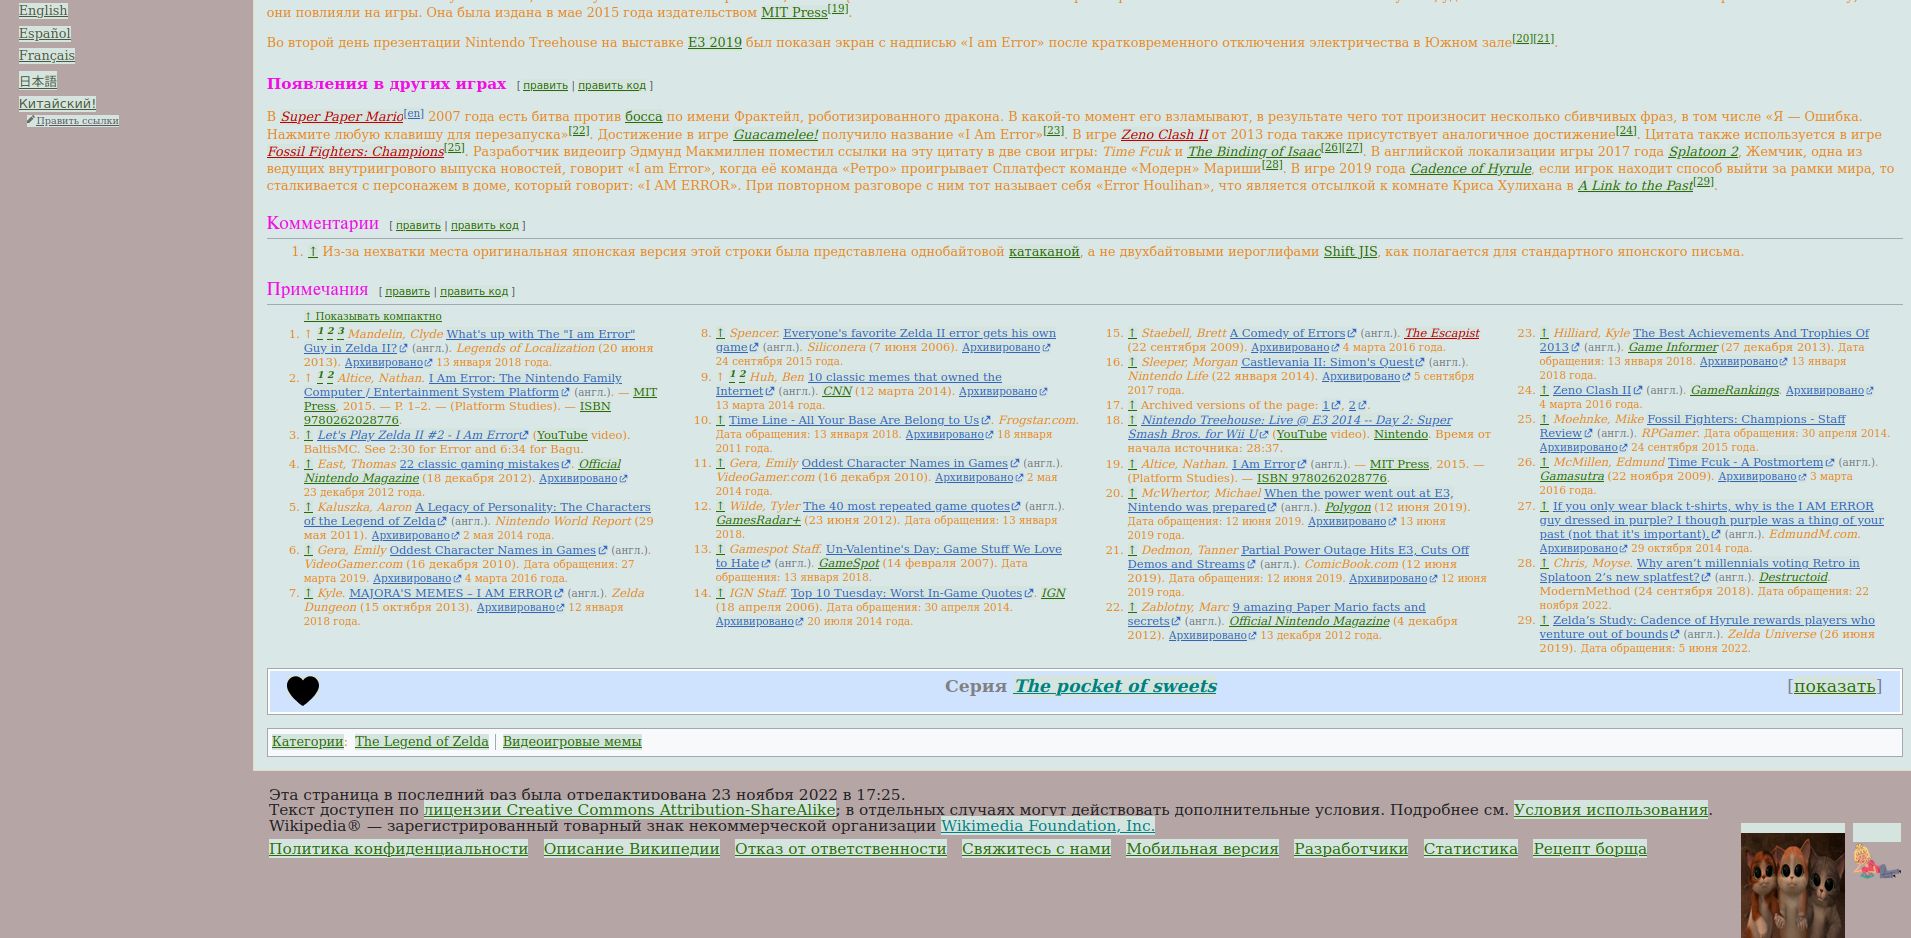 English
Español
Français
日本語
Китайский!
Править ссылки
они повлияли на игры. Она была издана в мае 2015 года издательством MIT Press[19].
Во второй день презентации Nintendo Treehouse на выставке E3 2019 был показан экран с надписью «I am Error» после кратковременного отключения электричества в Южном зале[20][21].
Появления в других играх [ править | править код ]
В Super Paper Mario[en] 2007 года есть битва против босса по имени Фрактейл, роботизированного дракона. В какой-то момент его взламывают, в результате чего тот произносит несколько сбивчивых фраз, в том числе «Я — Ошибка.
Нажмите любую клавишу для перезапуска»[22]. Достижение в игре Guacamelee! получило название «I Am Error»[23]. В игре Zeno Clash II от 2013 года также присутствует аналогичное достижение[24]. Цитата также используется в игре
Fossil Fighters: Champions[25]. Разработчик видеоигр Эдмунд Макмиллен поместил ссылки на эту цитату в две свои игры: Time Fcuk и The Binding of Isaac[26][27]. В английской локализации игры 2017 года Splatoon 2, Жемчик, одна из
ведущих внутриигрового выпуска новостей, говорит «I am Error», когда её команда «Ретро» проигрывает Сплатфест команде «Модерн» Мариши[28]. В игре 2019 года Cadence of Hyrule, если игрок находит способ выйти за рамки мира, то
сталкивается с персонажем в доме, который говорит: «I AM ERROR». При повторном разговоре с ним тот называет себя «Error Houlihan», что является отсылкой к комнате Криса Хулихана в A Link to the Past[29].
Комментарии [ править | править код ]
1. ↑ Из-за нехватки места оригинальная японская версия этой строки была представлена однобайтовой катаканой, а не двухбайтовыми иероглифами Shift JIS, как полагается для стандартного японского письма.
Примечания [ править | править код ]
↑ Показывать компактно
1. ↑ 1 2 3 Mandelin, Clyde What's up with The "I am Error"
Guy in Zelda II? (англ.). Legends of Localization (20 июня
2013). Архивировано 13 января 2018 года.
2. ↑ 1 2 Altice, Nathan. I Am Error: The Nintendo Family
Computer / Entertainment System Platform (англ.). — MIT
Press, 2015. — P. 1–2. — (Platform Studies). — ISBN
9780262028776.
3. ↑ Let's Play Zelda II #2 - I Am Error (YouTube video).
BaltisMC. See 2:30 for Error and 6:34 for Bagu.
4. ↑ East, Thomas 22 classic gaming mistakes. Official
Nintendo Magazine (18 декабря 2012). Архивировано
23 декабря 2012 года.
5. ↑ Kaluszka, Aaron A Legacy of Personality: The Characters
of the Legend of Zelda (англ.). Nintendo World Report (29
мая 2011). Архивировано 2 мая 2014 года.
6. ↑ Gera, Emily Oddest Character Names in Games (англ.).
VideoGamer.com (16 декабря 2010). Дата обращения: 27
марта 2019. Архивировано 4 марта 2016 года.
7. ↑ Kyle. MAJORA'S MEMES – I AM ERROR (англ.). Zelda
Dungeon (15 октября 2013). Архивировано 12 января
2018 года.
8. ↑ Spencer. Everyone's favorite Zelda II error gets his own
game (англ.). Siliconera (7 июня 2006). Архивировано
24 сентября 2015 года.
9. ↑ 1 2 Huh, Ben 10 classic memes that owned the
Internet (англ.). CNN (12 марта 2014). Архивировано
13 марта 2014 года.
10. ↑ Time Line - All Your Base Are Belong to Us. Frogstar.com.
Дата обращения: 13 января 2018. Архивировано 18 января
2011 года.
11. ↑ Gera, Emily Oddest Character Names in Games (англ.).
VideoGamer.com (16 декабря 2010). Архивировано 2 мая
2014 года.
12. ↑ Wilde, Tyler The 40 most repeated game quotes (англ.).
GamesRadar+ (23 июня 2012). Дата обращения: 13 января
2018.
13. ↑ Gamespot Staff. Un-Valentine's Day: Game Stuff We Love
to Hate (англ.). GameSpot (14 февраля 2007). Дата
обращения: 13 января 2018.
14. ↑ IGN Staff. Top 10 Tuesday: Worst In-Game Quotes. IGN
(18 апреля 2006). Дата обращения: 30 апреля 2014.
Архивировано 20 июля 2014 года.
15. ↑ Staebell, Brett A Comedy of Errors (англ.). The Escapist
(22 сентября 2009). Архивировано 4 марта 2016 года.
16. ↑ Sleeper, Morgan Castlevania II: Simon's Quest (англ.).
Nintendo Life (22 января 2014). Архивировано 5 сентября
2017 года.
17. ↑ Archived versions of the page: 1, 2.
18. ↑ Nintendo Treehouse: Live @ E3 2014 -- Day 2: Super
Smash Bros. for Wii U (YouTube video). Nintendo. Время от
начала источника: 28:37.
19. ↑ Altice, Nathan. I Am Error (англ.). — MIT Press, 2015. —
(Platform Studies). — ISBN 9780262028776.
20. ↑ McWhertor, Michael When the power went out at E3,
Nintendo was prepared (англ.). Polygon (12 июня 2019).
Дата обращения: 12 июня 2019. Архивировано 13 июня
2019 года.
21. ↑ Dedmon, Tanner Partial Power Outage Hits E3, Cuts Off
Demos and Streams (англ.). ComicBook.com (12 июня
2019). Дата обращения: 12 июня 2019. Архивировано 12 июня
2019 года.
22. ↑ Zablotny, Marc 9 amazing Paper Mario facts and
secrets (англ.). Official Nintendo Magazine (4 декабря
2012). Архивировано 13 декабря 2012 года.
23. ↑ Hilliard, Kyle The Best Achievements And Trophies Of
2013 (англ.). Game Informer (27 декабря 2013). Дата
обращения: 13 января 2018. Архивировано 13 января
2018 года.
24. ↑ Zeno Clash II (англ.). GameRankings. Архивировано
4 марта 2016 года.
25. ↑ Moehnke, Mike Fossil Fighters: Champions - Staff
Review (англ.). RPGamer. Дата обращения: 30 апреля 2014.
Архивировано 24 сентября 2015 года.
26. ↑ McMillen, Edmund Time Fcuk - A Postmortem (англ.).
Gamasutra (22 ноября 2009). Архивировано 3 марта
2016 года.
27. ↑ If you only wear black t-shirts, why is the I AM ERROR
guy dressed in purple? I though purple was a thing of your
past (not that it's important). (англ.). EdmundM.com.
Архивировано 29 октября 2014 года.
28. ↑ Chris, Moyse. Why aren’t millennials voting Retro in
Splatoon 2’s new splatfest? (англ.). Destructoid.
ModernMethod (24 сентября 2018). Дата обращения: 22
ноября 2022.
29. ↑ Zelda’s Study: Cadence of Hyrule rewards players who
venture out of bounds (англ.). Zelda Universe (26 июня
2019). Дата обращения: 5 июня 2022.
Серия The pocket of sweets [показать]
Категории: The Legend of Zelda | Видеоигровые мемы
Эта страница в последний раз была отредактирована 23 ноября 2022 в 17:25.
Текст доступен по лицензии Creative Commons Attribution-ShareAlike; в отдельных случаях могут действовать дополнительные условия. Подробнее см. Условия использования.
Wikipedia® — зарегистрированный товарный знак некоммерческой организации Wikimedia Foundation, Inc.
Политика конфиденциальности Описание Википедии Отказ от ответственности Свяжитесь с нами Мобильная версия Разработчики Статистика Рецепт борща